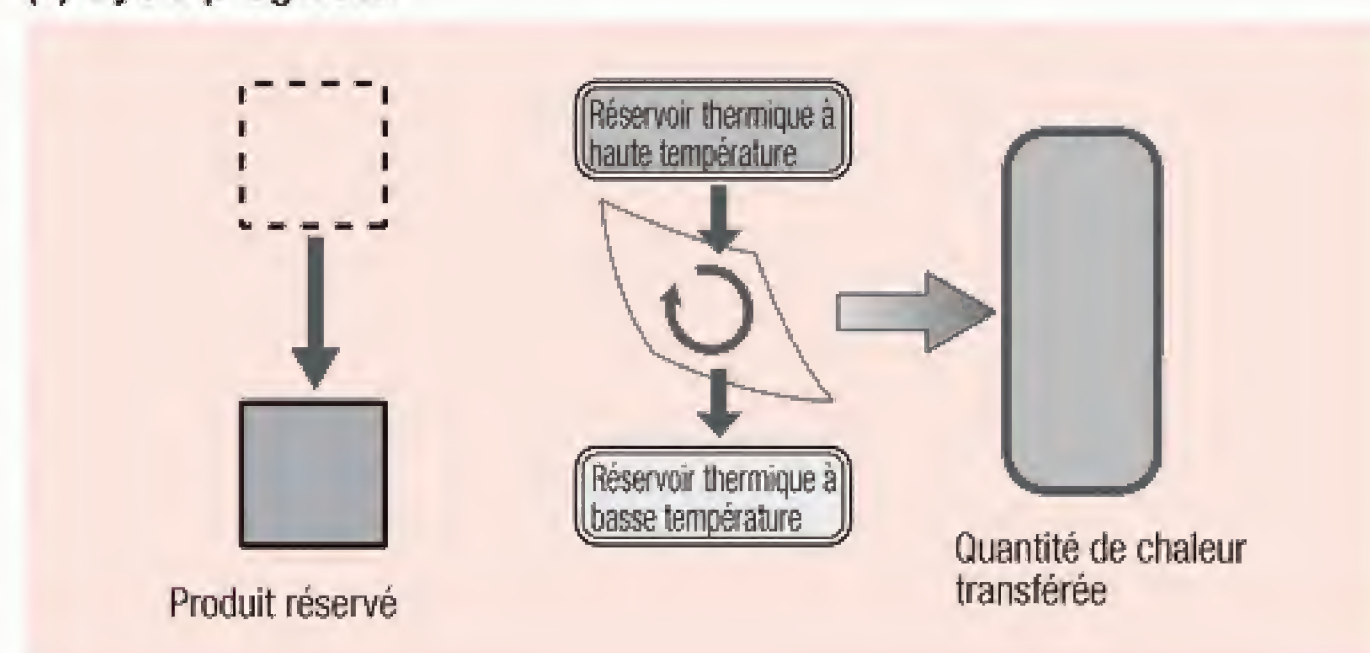 Réservoir thermique à
haute température
Réservoir thermique à
basse température
Produit réservé
Quantité de chaleur
transférée